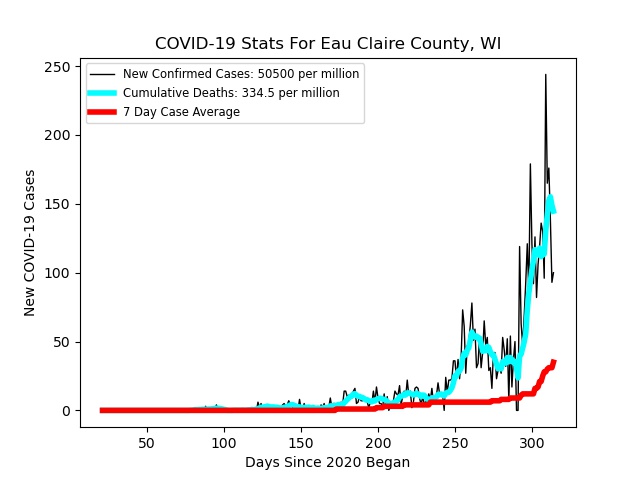 COVID-19 Stats For Eau Claire County, WI
New Confirmed Cases: 50500 per million
Cumulative Deaths: 334.5 per million
7 Day Case Average
250
200
150
100
50
0
New COVID-19 Cases
50
100
150
200
250
300
Days Since 2020 Began